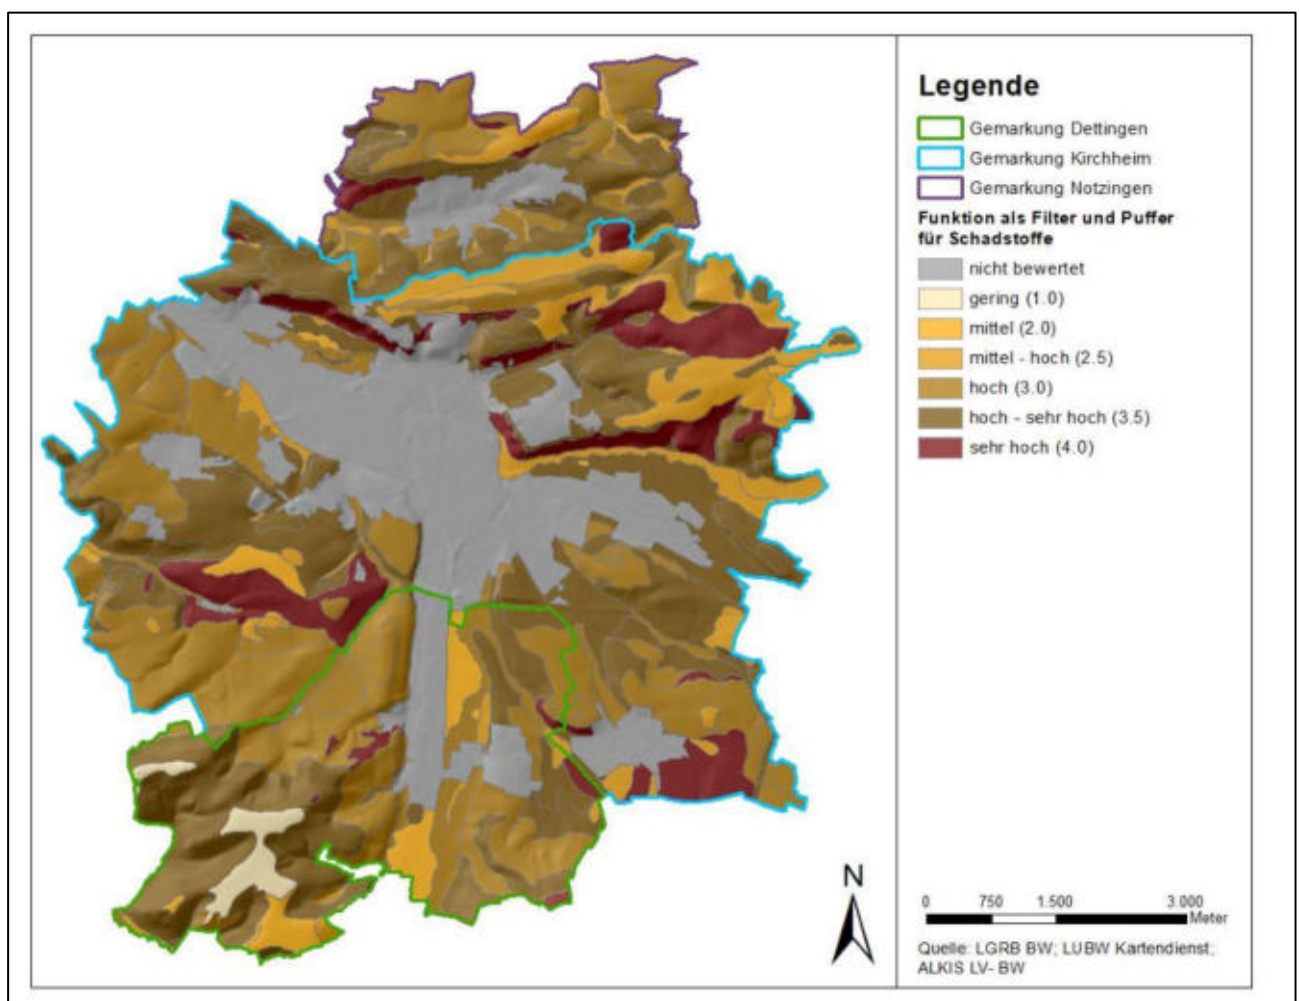 Legende
Gemarkung Dettingen
Gemarkung Kirchheim
Gemarkung Notzingen
Funktion als Filter und Puffer
für Schadstoffe
nicht bewertet
gering (1.0)
mittel (2.0)
mittel - hoch (2.5)
hoch (3.0)
hoch - sehr hoch (3.5)
sehr hoch (4.0)
N
0 750 1.500 3.000
Meter
Quelle: LGRB BW; LUBW Kartendienst;
ALKIS LV- BW